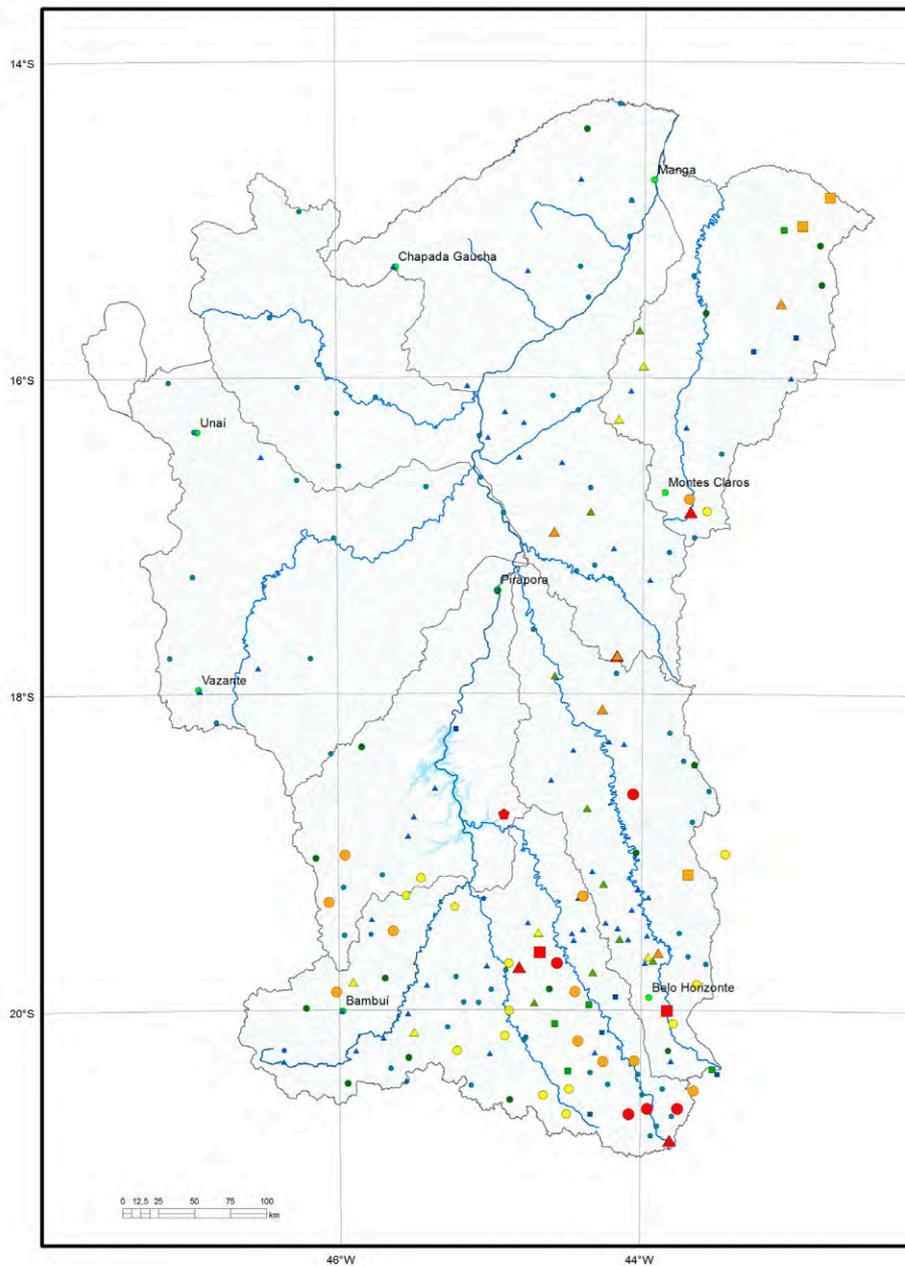 14°S
Manga
Chapada Gaucha
16°S
Unaí
Montes Claros
Pirapora
18°S
Vazante
Belo Horizonte
20°S
Bambuí
0 12,5 25 50 75 100
km
46°W 44°W